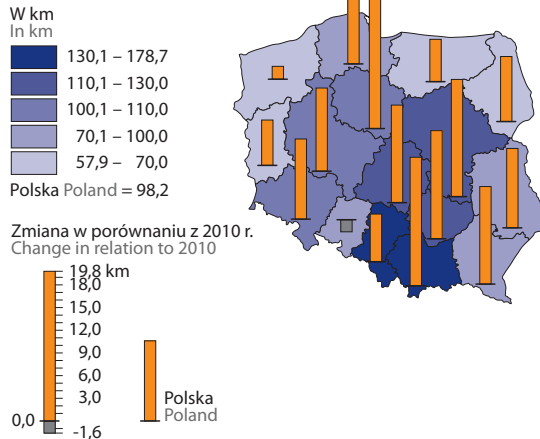 W km
In km
130,1 – 178,7
110,1 – 130,0
100,1 – 110,0
70,1 – 100,0
57,9 – 70,0
Polska Poland = 98,2
Zmiana w porównaniu z 2010 r.
Change in relation to 2010
19,8 km
18,0
15,0
12,0
9,0
6,0
3,0
0,0
-1,6
Polska
Poland